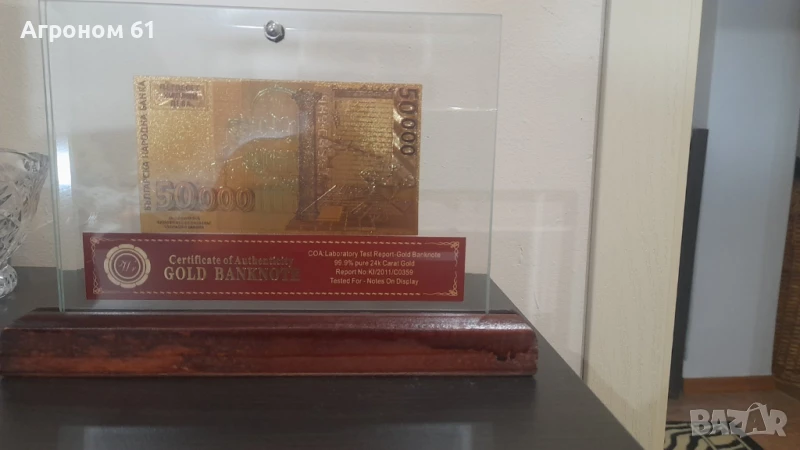 Агроном 61
БЪЛГАРСКА НАРОДНА БАНКА
50000
50000
Certificate of Authenticity
GOLD BANKNOTE
COA:Laboratory Test Report-Gold Banknote
99.9% pure 24k Carat Gold
Report No:KI/2011/C0359
Tested For - Notes On Display
BAZAR